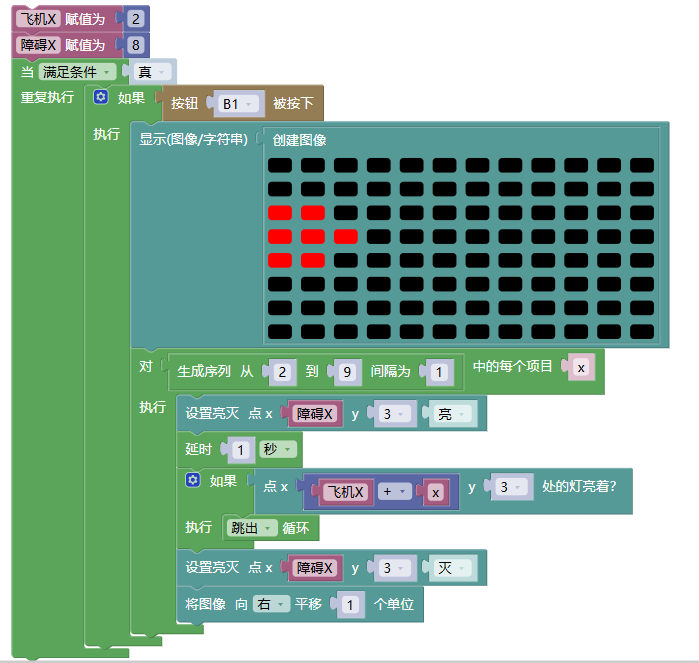 飞机X 赋值为 2
障碍X 赋值为 8
当 满足条件 真
重复执行 如果 按钮 B1 被按下
执行 显示(图像/字符串) 创建图像
对 生成序列 从 2 到 9 间隔为 1 中的每个项目 x
执行 设置亮灭 点 x 障碍X y 3 亮
延时 1 秒
如果 点 x 飞机X + x y 3 处的灯亮着?
执行 跳出 循环
设置亮灭 点 x 障碍X y 3 灭
将图像 向 右 平移 1 个单位